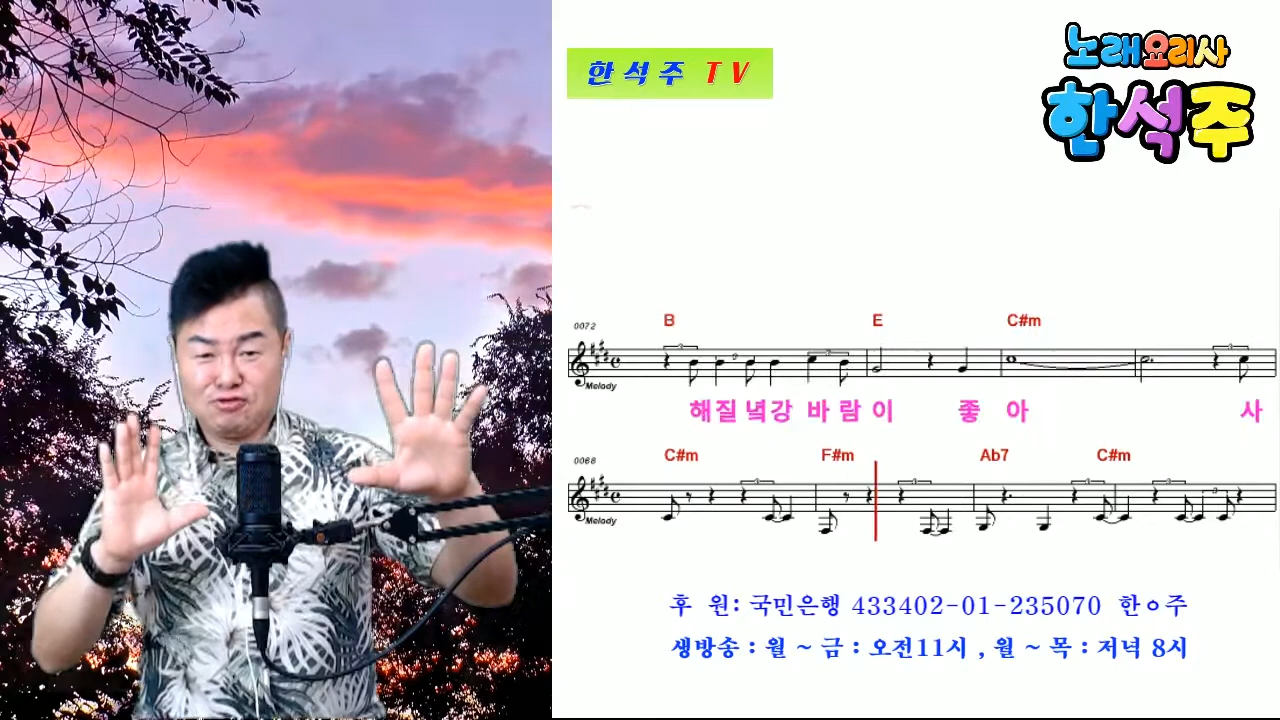 한석주 TV
노래요리사
한석주
0072
B E C#m
Melody
해질녘강 바람이 좋아 사
C#m F#m Ab7 C#m
0068
Melody
후 원: 국민은행 433402-01-235070 한ㅇ주
생방송 : 월 ~ 금 : 오전11시 , 월 ~ 목 : 저녁 8시